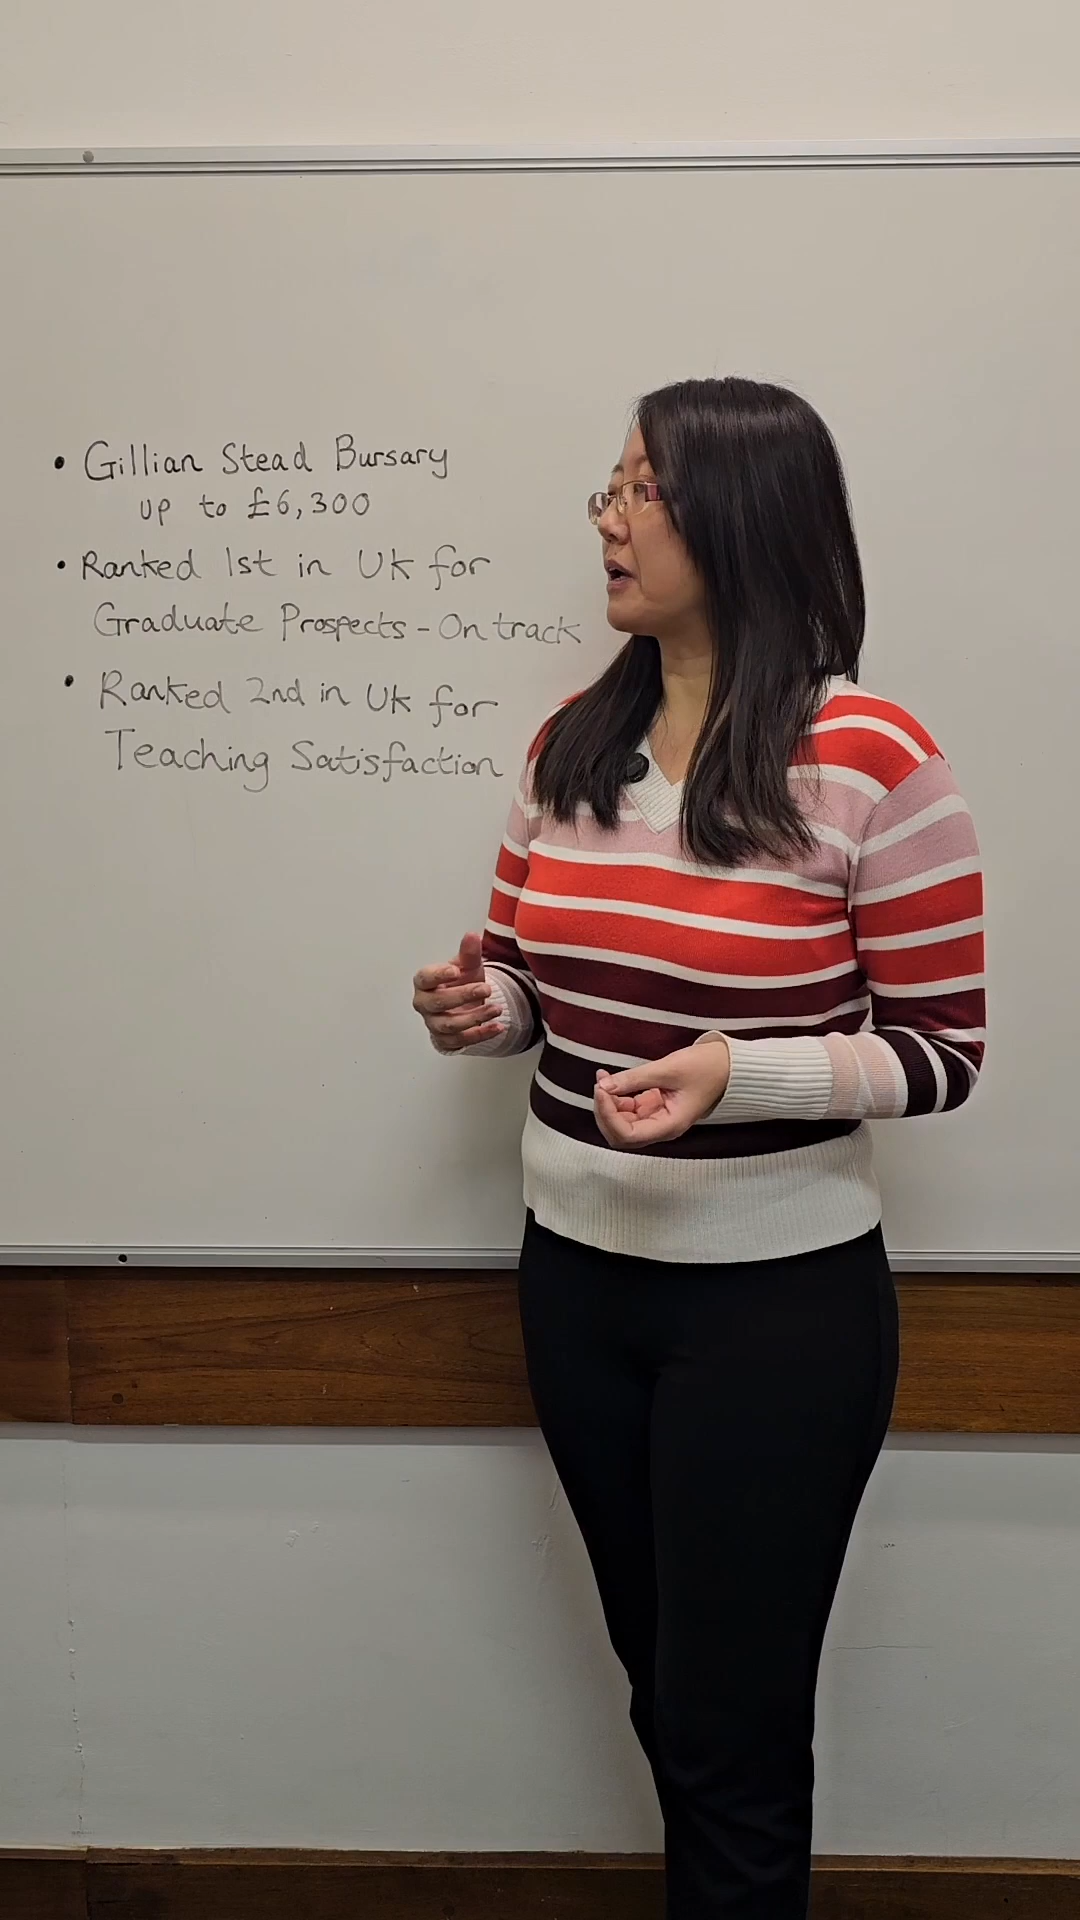 • Gillian Stead Bursary
up to £6,300
• Ranked 1st in UK for
Graduate Prospects - On track
• Ranked 2nd in UK for
Teaching Satisfaction